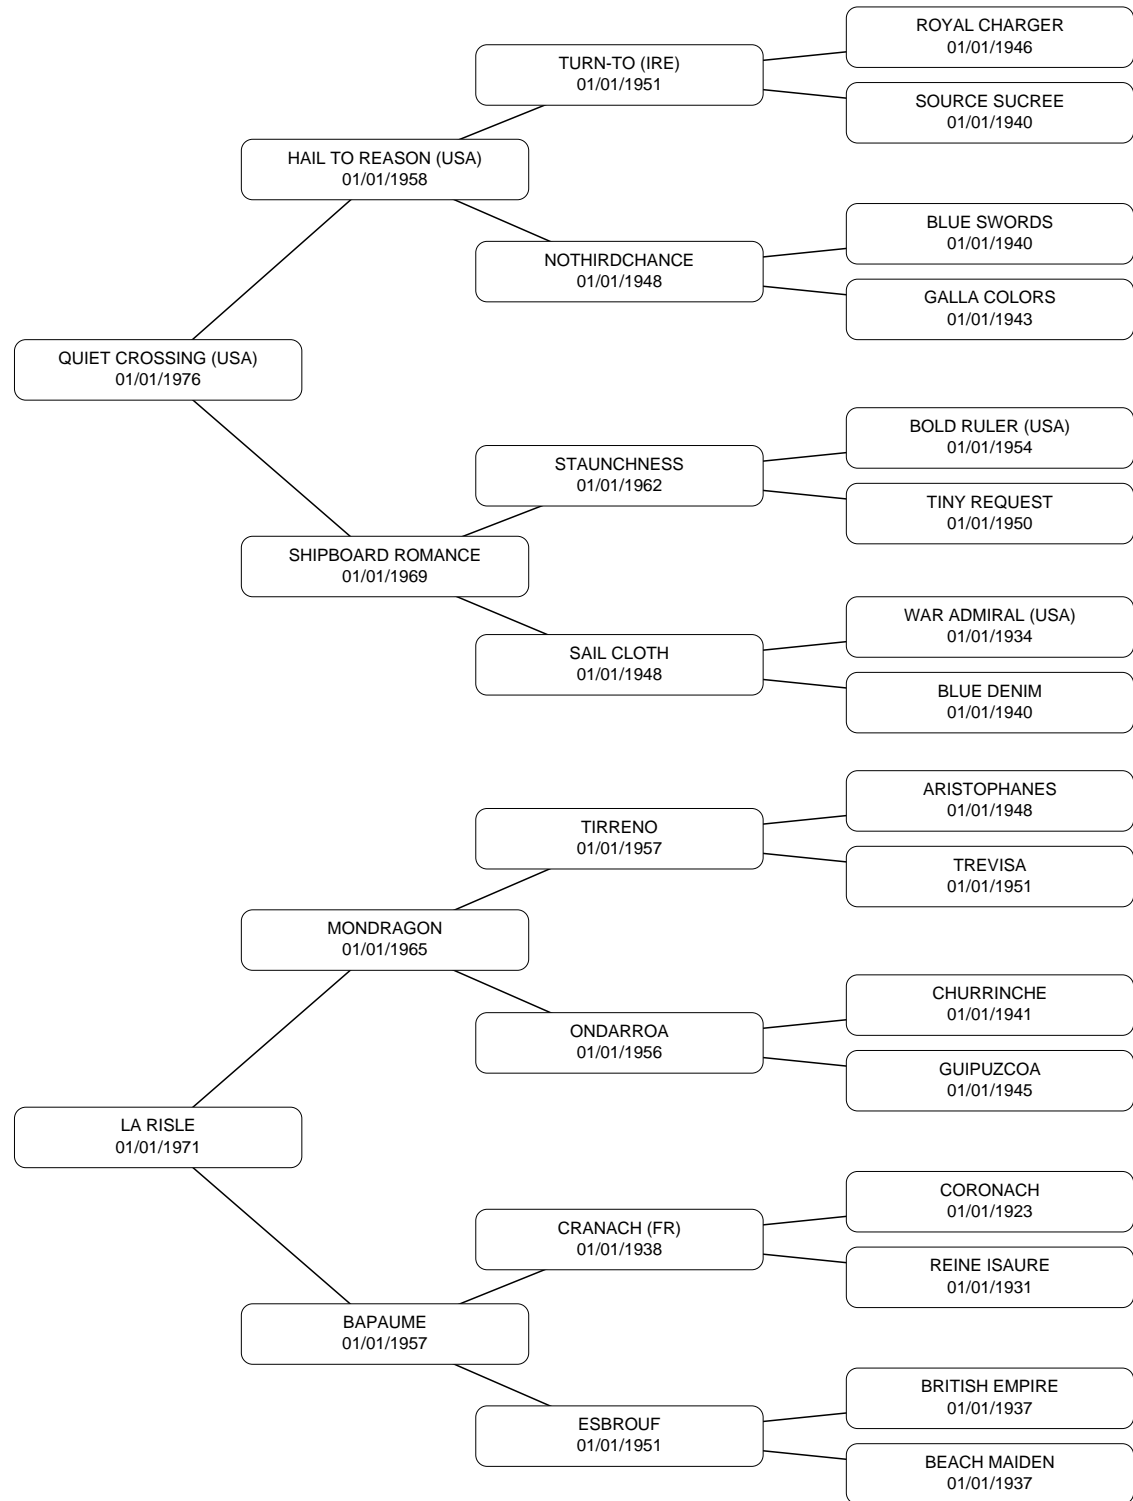 ROYAL CHARGER
01/01/1946
TURN-TO (IRE)
01/01/1951
SOURCE SUCREE
01/01/1940
HAIL TO REASON (USA)
01/01/1958
BLUE SWORDS
01/01/1940
NOTHIRDCHANCE
01/01/1948
GALLA COLORS
01/01/1943
QUIET CROSSING (USA)
01/01/1976
BOLD RULER (USA)
01/01/1954
STAUNCHNESS
01/01/1962
TINY REQUEST
01/01/1950
SHIPBOARD ROMANCE
01/01/1969
WAR ADMIRAL (USA)
01/01/1934
SAIL CLOTH
01/01/1948
BLUE DENIM
01/01/1940
ARISTOPHANES
01/01/1948
TIRRENO
01/01/1957
TREVISA
01/01/1951
MONDRAGON
01/01/1965
CHURRINCHE
01/01/1941
ONDARROA
01/01/1956
GUIPUZCOA
01/01/1945
LA RISLE
01/01/1971
CORONACH
01/01/1923
CRANACH (FR)
01/01/1938
REINE ISAURE
01/01/1931
BAPAUME
01/01/1957
BRITISH EMPIRE
01/01/1937
ESBROUF
01/01/1951
BEACH MAIDEN
01/01/1937